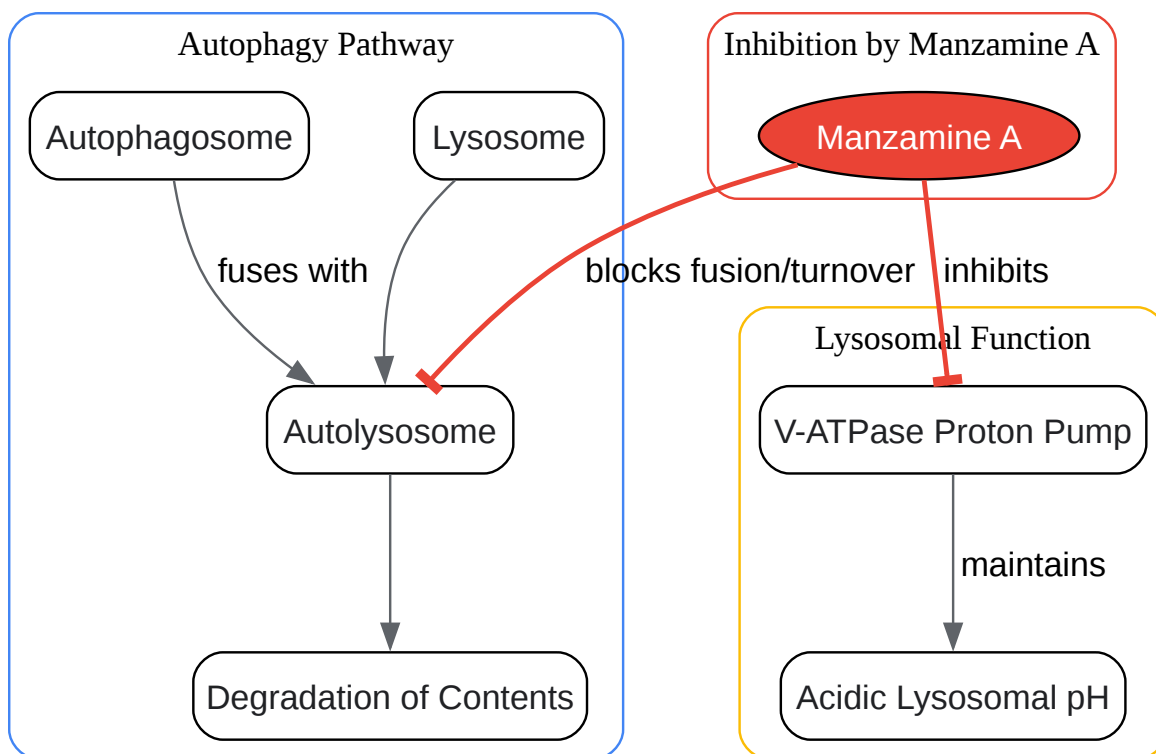 Autophagy Pathway
Inhibition by Manzamine A
Autophagosome
Lysosome
Manzamine A
fuses with
blocks fusion/turnover
inhibits
Lysosomal Function
Autolysosome
V-ATPase Proton Pump
maintains
Degradation of Contents
Acidic Lysosomal pH